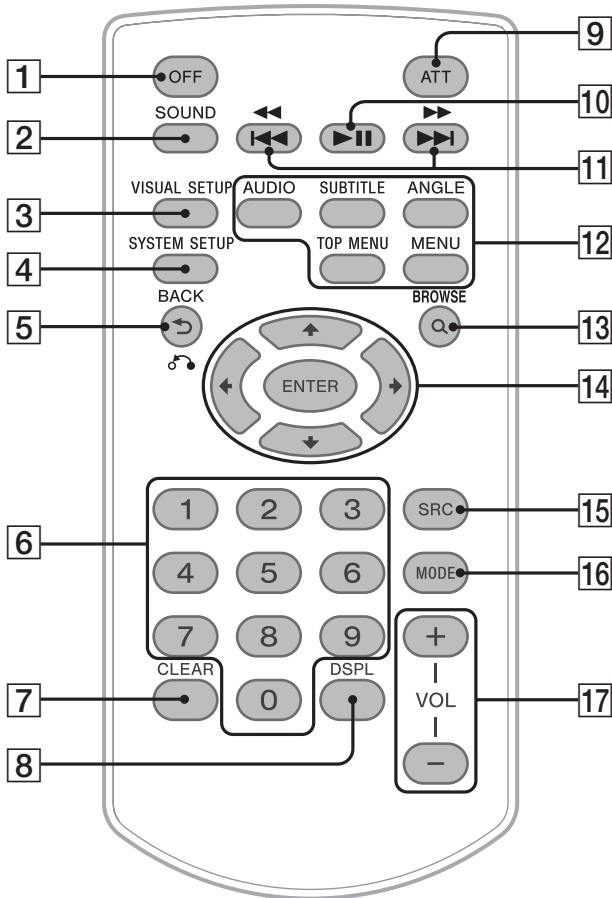 1 OFF ATT 9
2 SOUND 10
11
3 VISUAL SETUP AUDIO SUBTITLE ANGLE
4 SYSTEM SETUP TOP MENU MENU 12
5 BACK BROWSE 13
ENTER 14
6 1 2 3 SRC 15
4 5 6 MODE 16
7 8 9 +
7 CLEAR 0 DSPL VOL 17
8 −